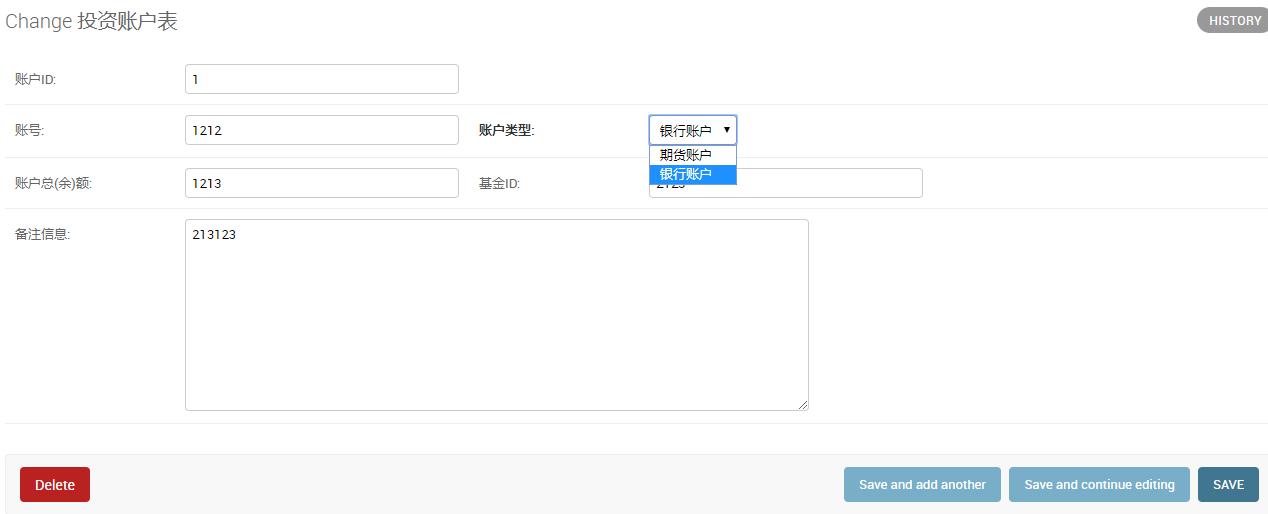 Change 投资账户表
HISTORY
账户ID:
1
账号:
1212
账户类型:
银行账户
期货账户
银行账户
账户总(余)额:
1213
基金ID:
备注信息:
213123
Delete
Save and add another
Save and continue editing
SAVE